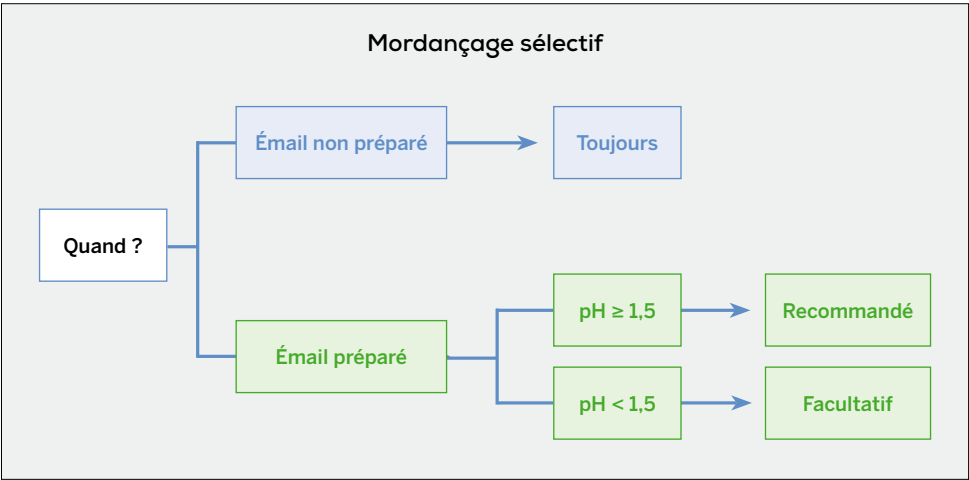 Mordançage sélectif
Émail non préparé
Toujours
Quand ?
pH ≥ 1,5
Recommandé
Émail préparé
pH < 1,5
Facultatif